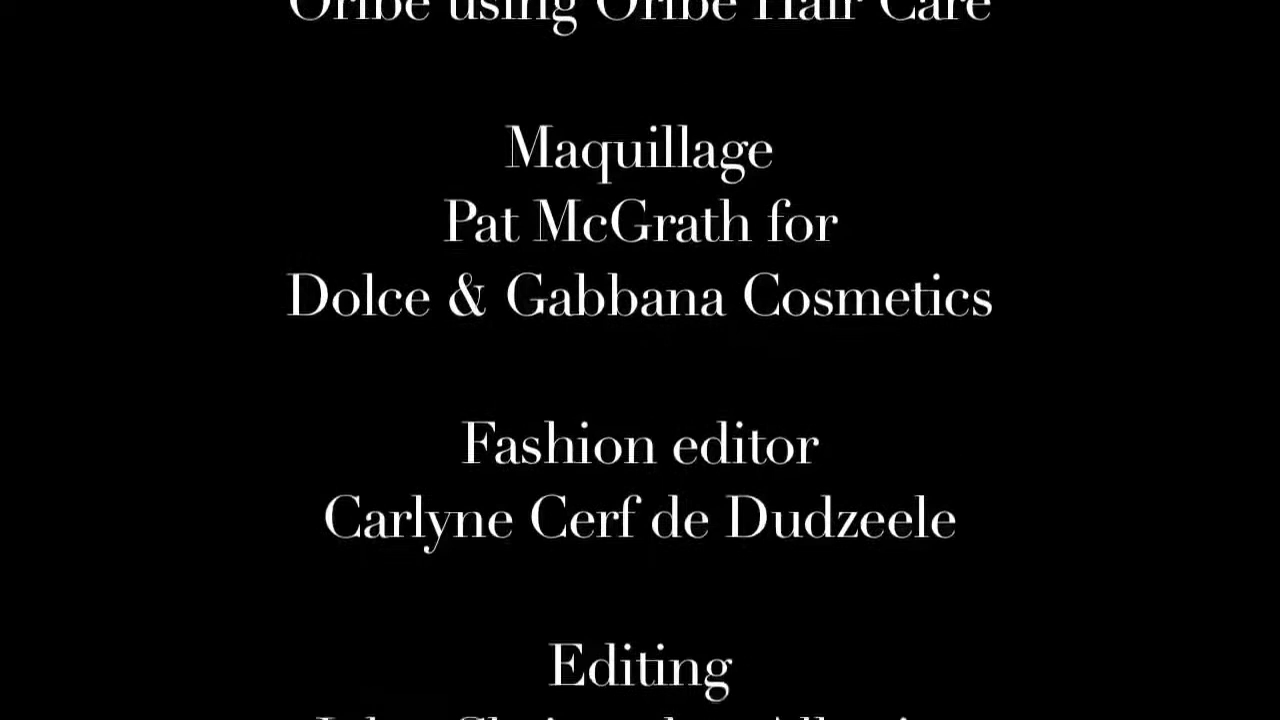 Oribe using Oribe Hair Care
Maquillage
Pat McGrath for
Dolce & Gabbana Cosmetics
Fashion editor
Carlyne Cerf de Dudzeele
Editing